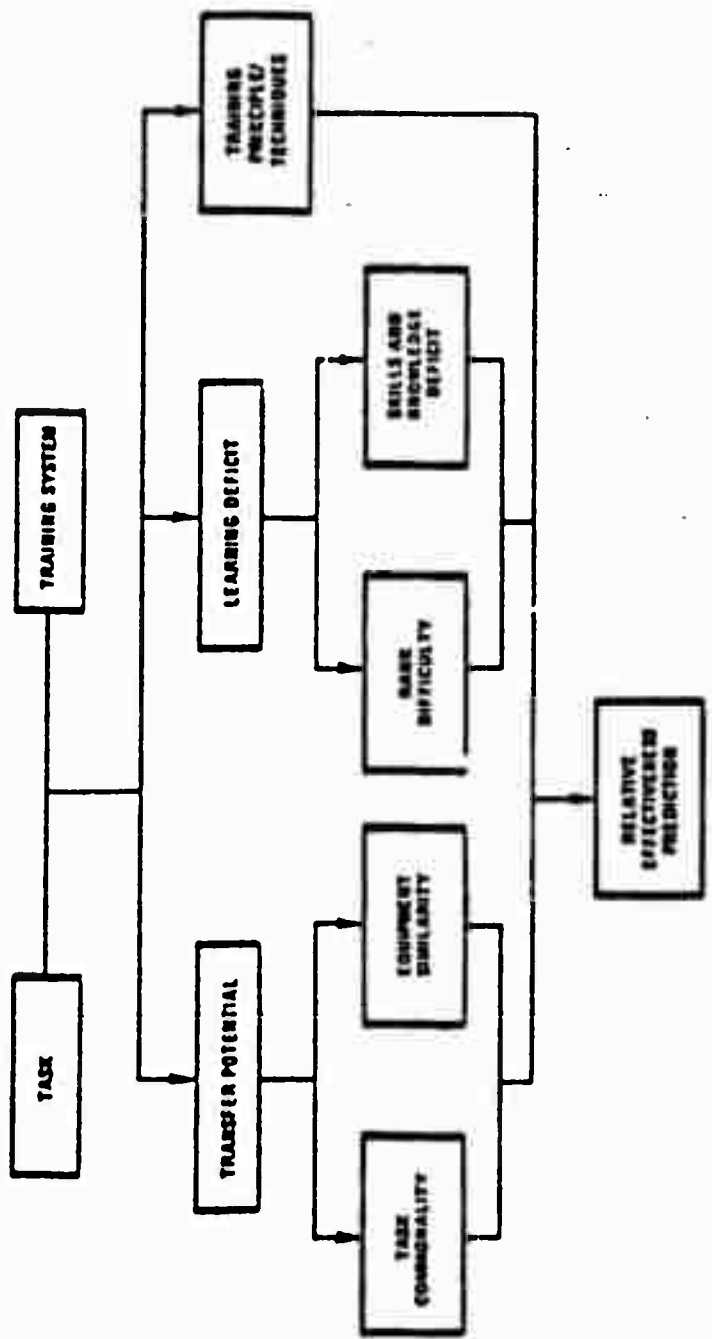 TASK
TRAINING SYSTEM
TRANSFER POTENTIAL
LEARNING DEFICIT
TRAINING
PRINCIPLE/
TECHNIQUES
TASK
COMMONALITY
EQUIPMENT
SIMILARITY
DIFFICULTY
SKILLS AND
KNOWLEDGE
DEFICIT
RELATIVE
EFFECTIVENESS
PREDICTION